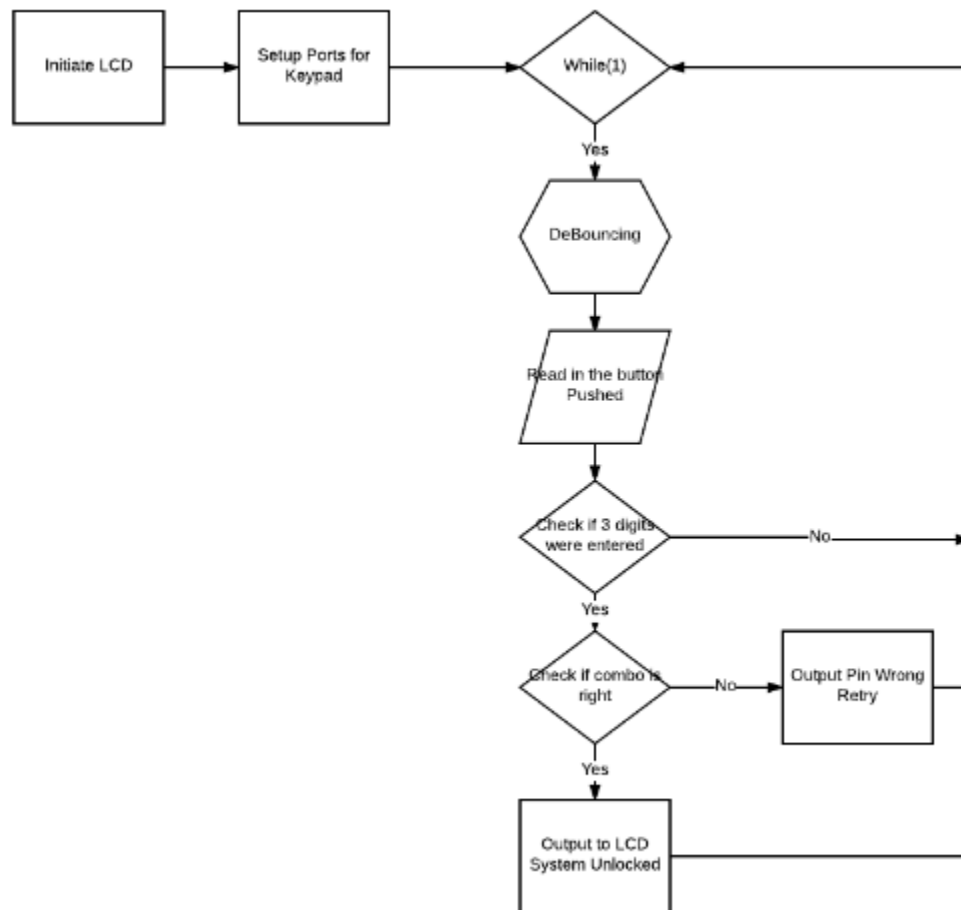 Initiate LCD
Setup Ports for
Keypad
While(1)
Yes
DeBouncing
Read in the button
Pushed
Check if 3 digits
were entered
No
Yes
Check if combo is
right
No
Output Pin Wrong
Retry
Yes
Output to LCD
System Unlocked